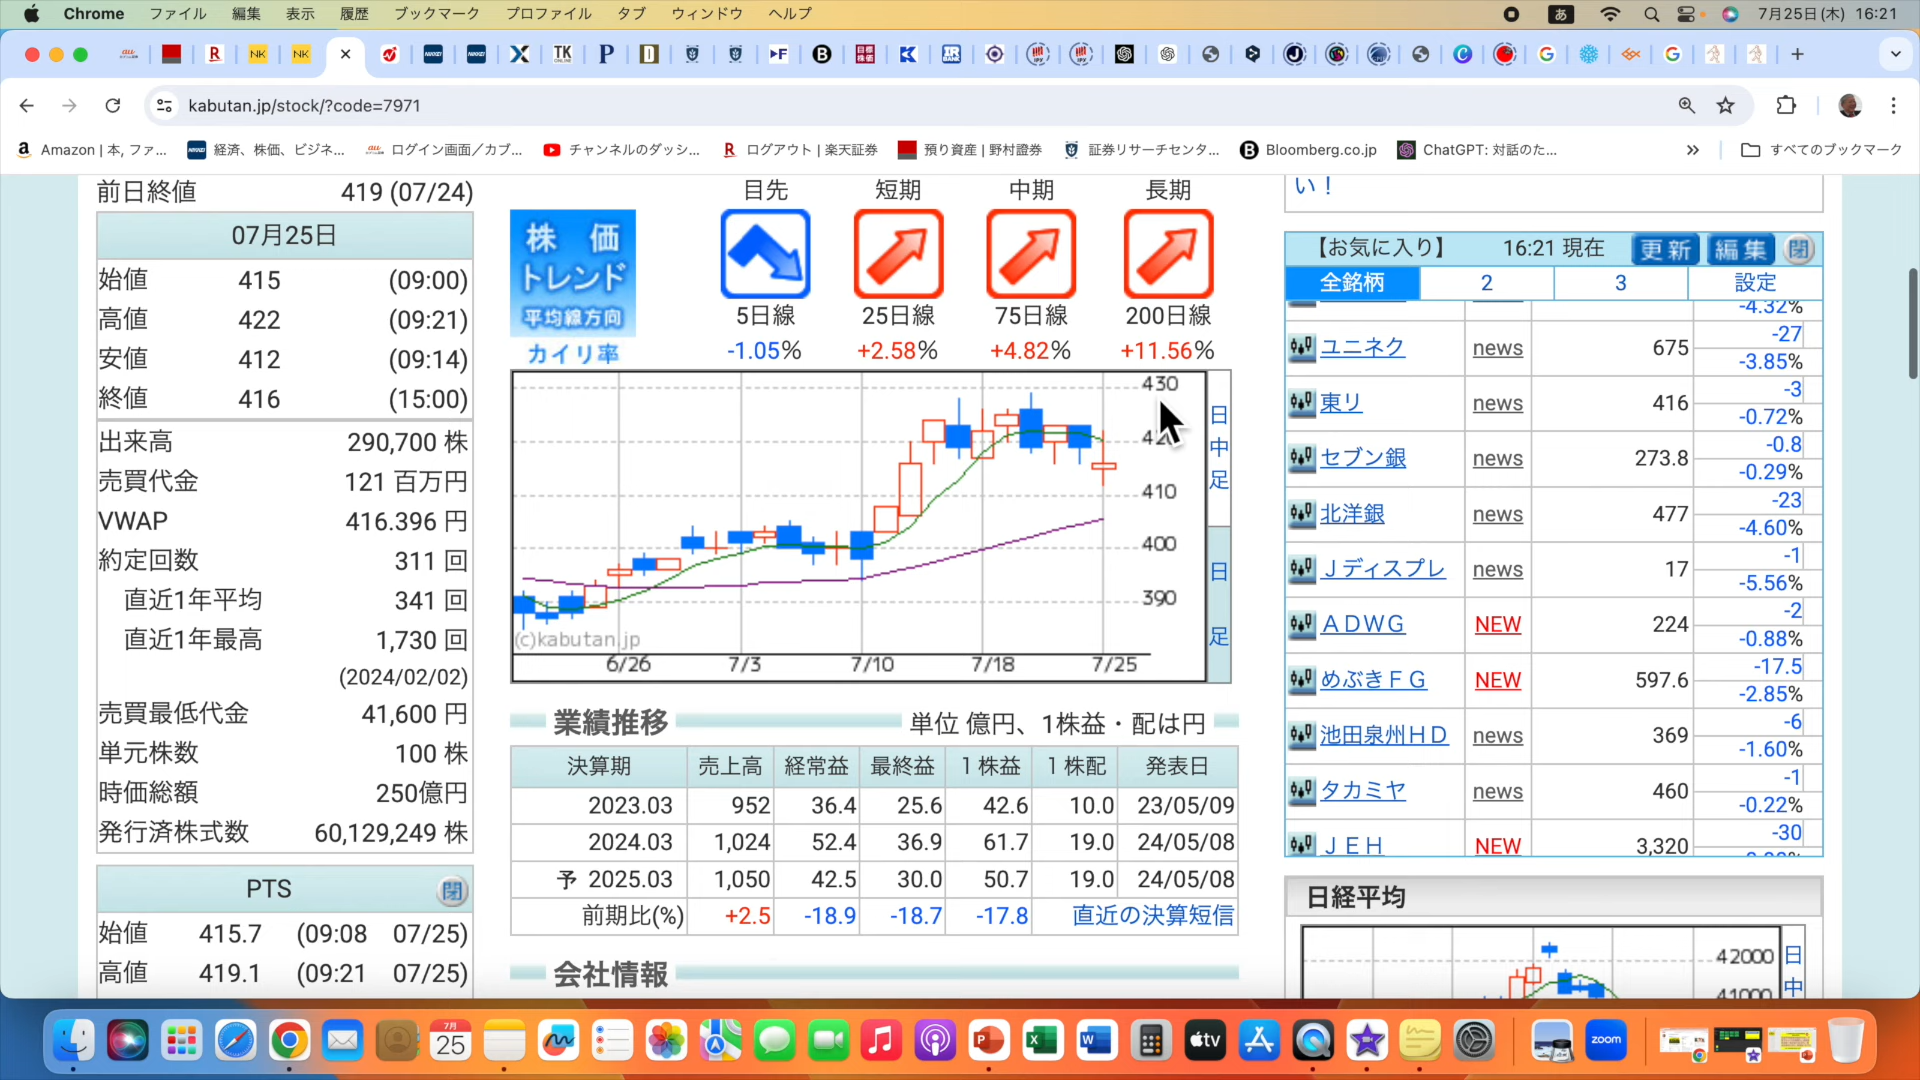 Chrome ファイル 編集 表示 履歴 ブックマーク プロファイル タブ ウィンドウ ヘルプ あ 7月25日(木) 16:21
kabutan.jp/stock/?code=7971
Amazon | 本, ファ... 経済、株価、ビジネ... ログイン画面／カブ... チャンネルのダッシ... ログアウト | 楽天証券 預り資産 | 野村證券 証券リサーチセンタ... Bloomberg.co.jp ChatGPT: 対話のた... すべてのブックマーク
前日終値 419 (07/24)
07月25日
始値 415 (09:00)
高値 422 (09:21)
安値 412 (09:14)
終値 416 (15:00)
出来高 290,700 株
売買代金 121 百万円
VWAP 416.396 円
約定回数 311 回
直近1年平均 341 回
直近1年最高 1,730 回
(2024/02/02)
売買最低代金 41,600 円
単元株数 100 株
時価総額 250億円
発行済株式数 60,129,249 株
PTS 閉
始値 415.7 (09:08 07/25)
高値 419.1 (09:21 07/25)
株価
トレンド
平均線方向
カイリ率
目先 短期 中期 長期
5日線 25日線 75日線 200日線
-1.05% +2.58% +4.82% +11.56%
430
410
400
390
(c)kabutan.jp
6/26 7/3 7/10 7/18 7/25
日中足
日足
業績推移 単位 億円、1株益・配は円
決算期 売上高 経常益 最終益 1株益 1株配 発表日
2023.03 952 36.4 25.6 42.6 10.0 23/05/09
2024.03 1,024 52.4 36.9 61.7 19.0 24/05/08
予 2025.03 1,050 42.5 30.0 50.7 19.0 24/05/08
前期比(%) +2.5 -18.9 -18.7 -17.8 直近の決算短信
会社情報
い！
【お気に入り】 16:21 現在 更新 編集 閉
全銘柄 2 3 設定
-4.32%
ユニネク news 675 -27
-3.85%
東リ news 416 -3
-0.72%
セブン銀 news 273.8 -0.8
-0.29%
北洋銀 news 477 -23
-4.60%
Ｊディスプレ news 17 -1
-5.56%
ＡＤＷＧ NEW 224 -2
-0.88%
めぶきＦＧ NEW 597.6 -17.5
-2.85%
池田泉州ＨＤ news 369 -6
-1.60%
タカミヤ news 460 -1
-0.22%
ＪＥＨ NEW 3,320 -30
日経平均
42000
41000
日
中
7月
25
tv
zoom